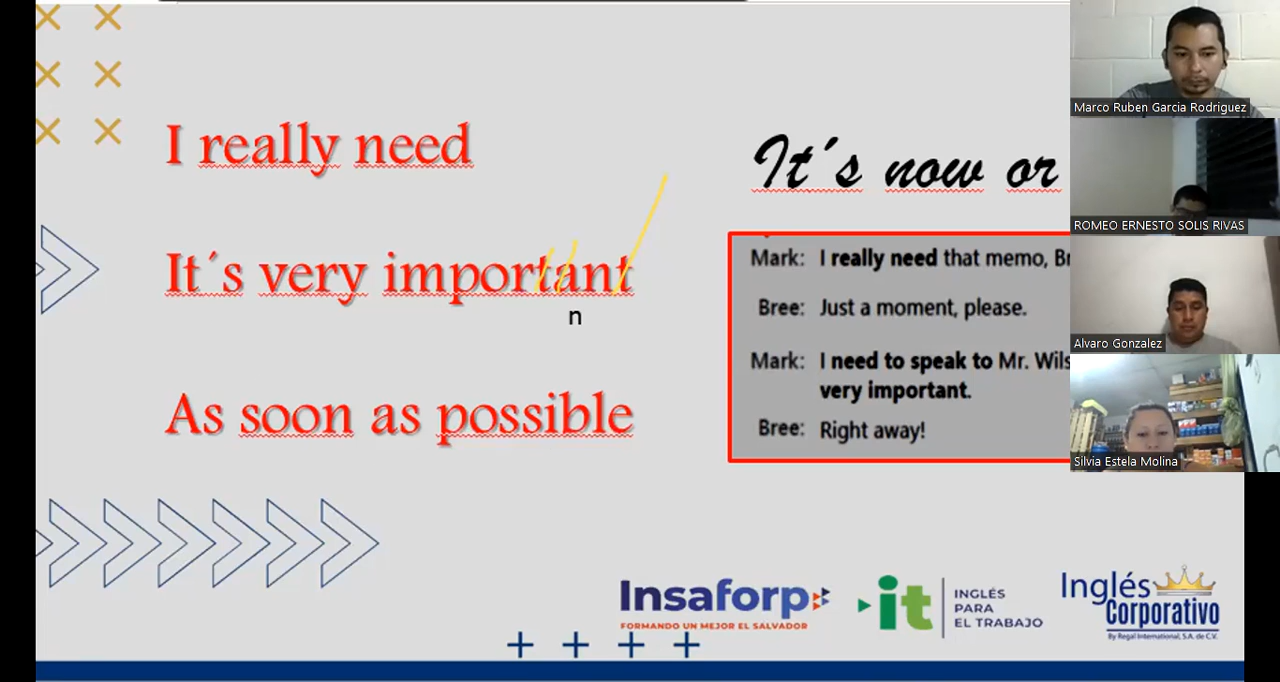 I really need
It´s very important
n
As soon as possible
It´s now or
Mark: I really need that memo,
Bree: Just a moment, please.
Mark: I need to speak to Mr.
very important.
Bree: Right away!
Marco Ruben Garcia Rodriguez
ROMEO ERNESTO SOLIS RIVAS
Alvaro Gonzalez
Silvia Estela Molina
Insaforp
FORMANDO UN MEJOR EL SALVADOR
it
INGLÉS
PARA
EL TRABAJO
Inglés
Corporativo
By Regal International, S.A. de C.V.